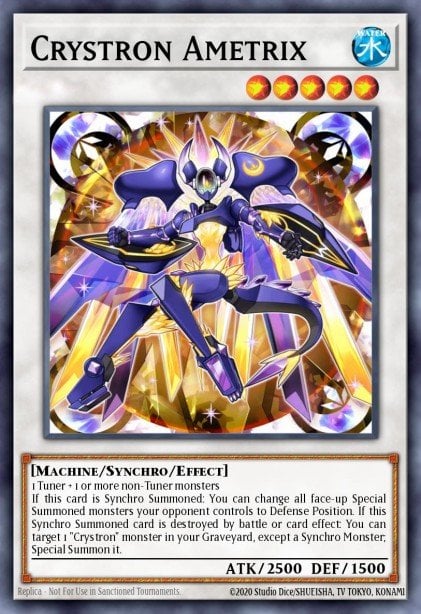 Crystron Ametrix
WATER
水
[Machine/Synchro/Effect]
1 Tuner + 1 or more non-Tuner monsters
If this card is Synchro Summoned: You can change all face-up Special
Summoned monsters your opponent controls to Defense Position. If this
Synchro Summoned card is destroyed by battle or card effect: You can
target 1 "Crystron" monster in your Graveyard, except a Synchro Monster;
Special Summon it.
ATK/2500 DEF/1500
Replica - Not For Use in Sanctioned Tournaments.
©2020 Studio Dice/SHUEISHA, TV TOKYO, KONAMI